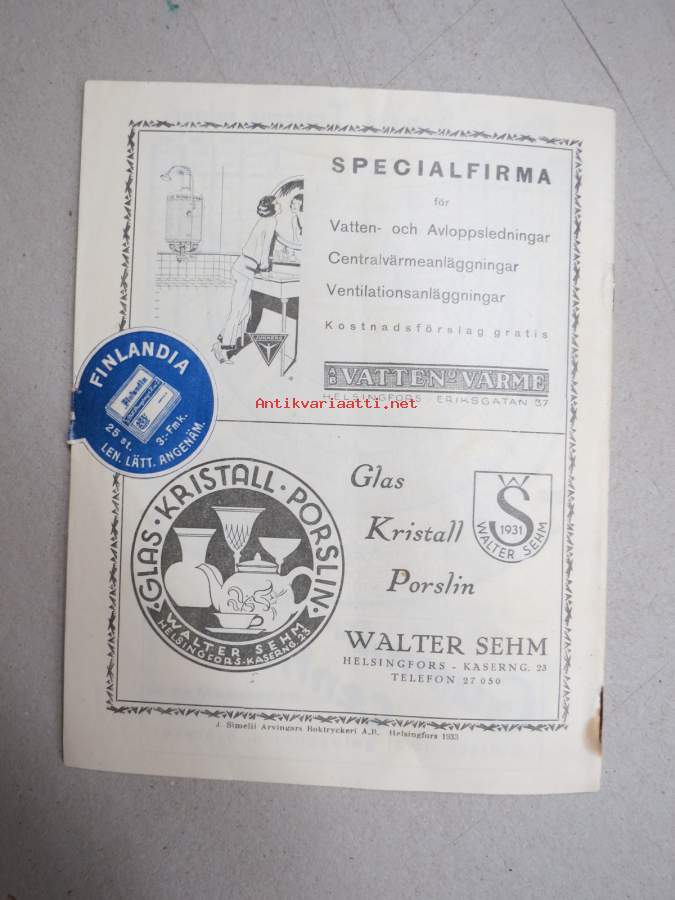 SPECIALFIRMA
för
Vatten- och Avloppsledningar
Centralvärmeanläggningar
Ventilationsanläggningar
Kostnadsförslag gratis
JUNKERS
AB VATTEN U VÄRME
HELSINGFORS - ERIKSGATAN 37
Antikvariaatti.net
FINLANDIA
Finlandia
25 st. 3:- Fmk.
LEN. LÄTT. ANGENÄM.
GLAS · KRISTALL · PORSLIN ·
WALTER SEHM
HELSINGFORS - KASERNG. 23
Glas
Kristall
Porslin
WS
1931
WALTER SEHM
WALTER SEHM
HELSINGFORS - KASERNG. 23
TELEFON 27 050
J. Simelii Arvingars Boktryckeri A.B. Helsingfors 1933